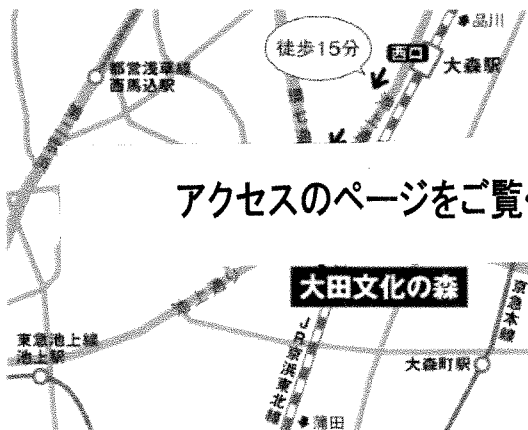 品川
徒歩15分
西口
大森駅
都営浅草線
西馬込駅
アクセスのページをご覧
大田文化の森
京急本線
東急池上線
池上駅
JR京浜東北線
大森町駅
蒲田